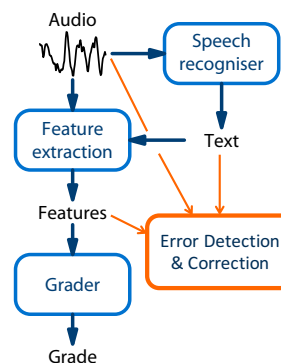 Audio
Speech
recogniser
Feature
extraction
Text
Features
Error Detection
& Correction
Grader
Grade